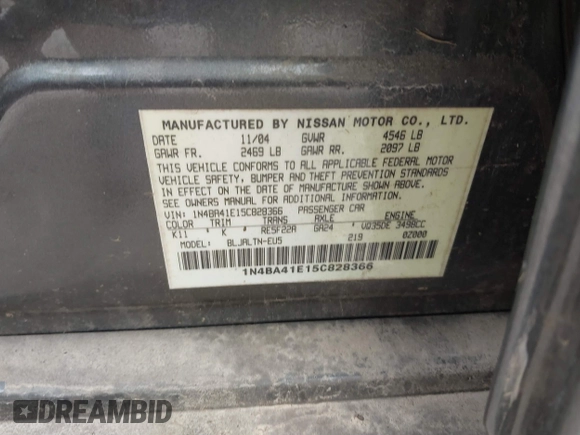 MANUFACTURED BY NISSAN MOTOR CO., LTD.
DATE 11/04 GVWR 4546 LB
GAWR FR. 2469 LB GAWR RR. 2097 LB
THIS VEHICLE CONFORMS TO ALL APPLICABLE FEDERAL MOTOR
VEHICLE SAFETY, BUMPER AND THEFT PREVENTION STANDARDS
IN EFFECT ON THE DATE OF MANUFACTURE SHOWN ABOVE.
SEE OWNERS MANUAL FOR ADDITIONAL INFORMATION.
VIN: 1N4BA41E15C828366 PASSENGER CAR
COLOR TRIM TRANS AXLE ENGINE
K11 K RE5F22A GA24 VQ35DE 3498CC
MODEL: BLJALTN-EU5 219 02000
1N4BA41E15C828366
DREAMBID